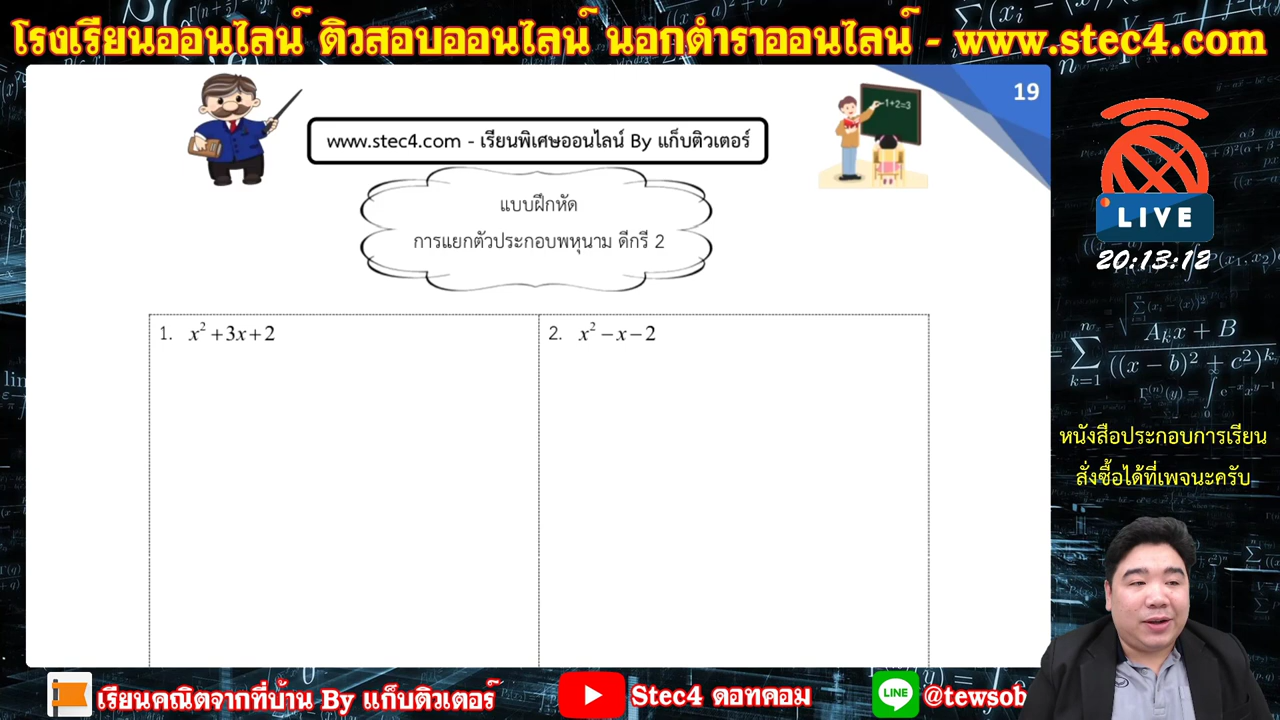 โรงเรียนออนไลน์ ติวสอบออนไลน์ นอกตำราออนไลน์ - www.stec4.com
19
-1+2=3
www.stec4.com - เรียนพิเศษออนไลน์ By แก็บติวเตอร์
แบบฝึกหัด
การแยกตัวประกอบพหุนาม ดีกรี 2
1. x² + 3x + 2
2. x² − x − 2
LIVE
20:13:12
หนังสือประกอบการเรียน
สั่งซื้อได้ที่เพจนะครับ
เรียนคณิตจากที่บ้าน By แก็บติวเตอร์
Stec4 ดอทคอม
LINE
@tewsob